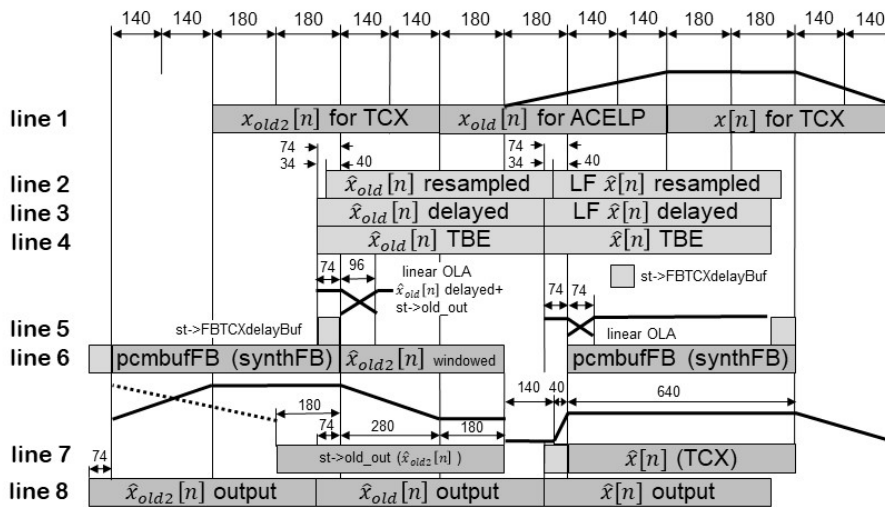 140 140 180 180 140 140 180 180 140 140 180 180 140 140
line 1 x_old2[n] for TCX x_old[n] for ACELP x[n] for TCX
74 74
34 40 34 40
line 2 x̂_old[n] resampled LF x̂[n] resampled
line 3 x̂_old[n] delayed LF x̂[n] delayed
line 4 x̂_old[n] TBE x̂[n] TBE
74 96 linear OLA x̂_old[n] delayed+ st->old_out 74 74 st->FBTCXdelayBuf
line 5 st->FBTCXdelayBuf linear OLA
line 6 pcmbufFB (synthFB) x̂_old2[n] windowed pcmbufFB (synthFB)
180 140 40 640
74 280 180
line 7 st->old_out (x̂_old2[n] ) x̂[n] (TCX)
74
line 8 x̂_old2[n] output x̂_old[n] output x̂[n] output